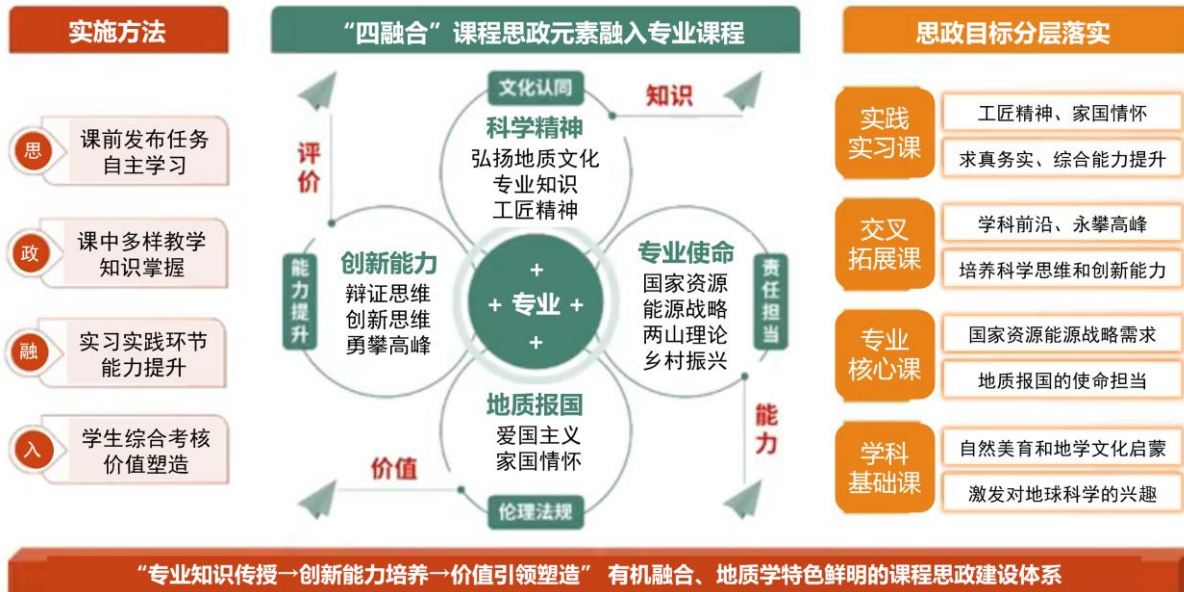 实施方法
思
课前发布任务
自主学习
政
课中多样教学
知识掌握
融
实习实践环节
能力提升
入
学生综合考核
价值塑造
“四融合”课程思政元素融入专业课程
文化认同
知识
科学精神
弘扬地质文化
专业知识
工匠精神
评价
能力提升
创新能力
辩证思维
创新思维
勇攀高峰
+
+ 专业 +
+
专业使命
国家资源
能源战略
两山理论
乡村振兴
责任担当
地质报国
爱国主义
家国情怀
价值
能力
伦理法规
思政目标分层落实
实践
实习课
工匠精神、家国情怀
求真务实、综合能力提升
交叉
拓展课
学科前沿、永攀高峰
培养科学思维和创新能力
专业
核心课
国家资源能源战略需求
地质报国的使命担当
学科
基础课
自然美育和地学文化启蒙
激发对地球科学的兴趣
“专业知识传授→创新能力培养→价值引领塑造” 有机融合、地质学特色鲜明的课程思政建设体系